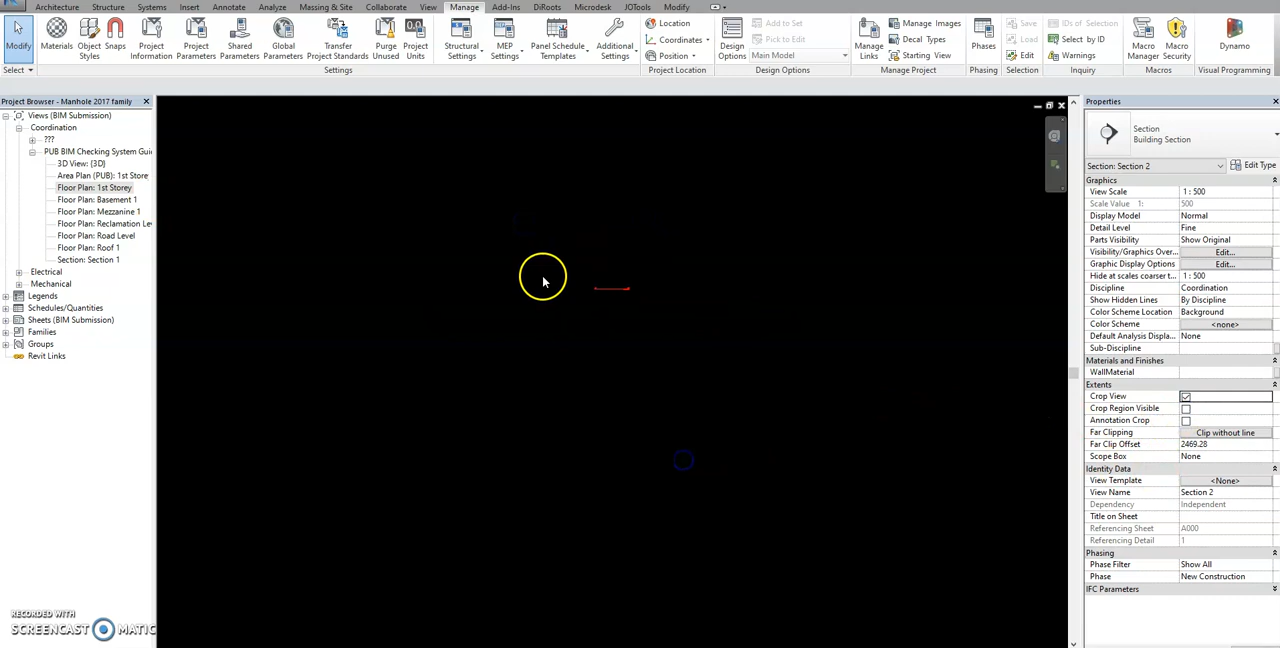 Architecture Structure Systems Insert Annotate Analyze Massing & Site Collaborate View Manage Add-Ins DiRoots Microdesk JOTools Modify
Modify
Materials
Object Styles
Snaps
Project Information
Project Parameters
Shared Parameters
Global Parameters
Transfer Project Standards
Purge Unused
Project Units
Structural Settings
MEP Settings
Panel Schedule Templates
Additional Settings
Location
Coordinates
Position
Design Options
Add to Set
Pick to Edit
Main Model
Manage Links
Manage Images
Decal Types
Starting View
Phases
Save
Load
Edit
IDs of Selection
Select by ID
Warnings
Macro Manager
Macro Security
Dynamo
Select Settings Project Location Design Options Manage Project Phasing Selection Inquiry Macros Visual Programming
Project Browser - Manhole 2017 family
Views (BIM Submission)
Coordination
???
PUB BIM Checking System Guid
3D View: {3D}
Area Plan (PUB): 1st Store
Floor Plan: 1st Storey
Floor Plan: Basement 1
Floor Plan: Mezzanine 1
Floor Plan: Reclamation Le
Floor Plan: Road Level
Floor Plan: Roof 1
Section: Section 1
Electrical
Mechanical
Legends
Schedules/Quantities
Sheets (BIM Submission)
Families
Groups
Revit Links
RECORDED WITH
SCREENCAST MATIC
Properties
Section
Building Section
Section: Section 2 Edit Type
Graphics
View Scale 1 : 500
Scale Value 1: 500
Display Model Normal
Detail Level Fine
Parts Visibility Show Original
Visibility/Graphics Over... Edit...
Graphic Display Options Edit...
Hide at scales coarser t... 1 : 500
Discipline Coordination
Show Hidden Lines By Discipline
Color Scheme Location Background
Color Scheme <none>
Default Analysis Displa... None
Sub-Discipline
Materials and Finishes
WallMaterial
Extents
Crop View
Crop Region Visible
Annotation Crop
Far Clipping Clip without line
Far Clip Offset 2469.28
Scope Box None
Identity Data
View Template <None>
View Name Section 2
Dependency Independent
Title on Sheet
Referencing Sheet A000
Referencing Detail 1
Phasing
Phase Filter Show All
Phase New Construction
IFC Parameters